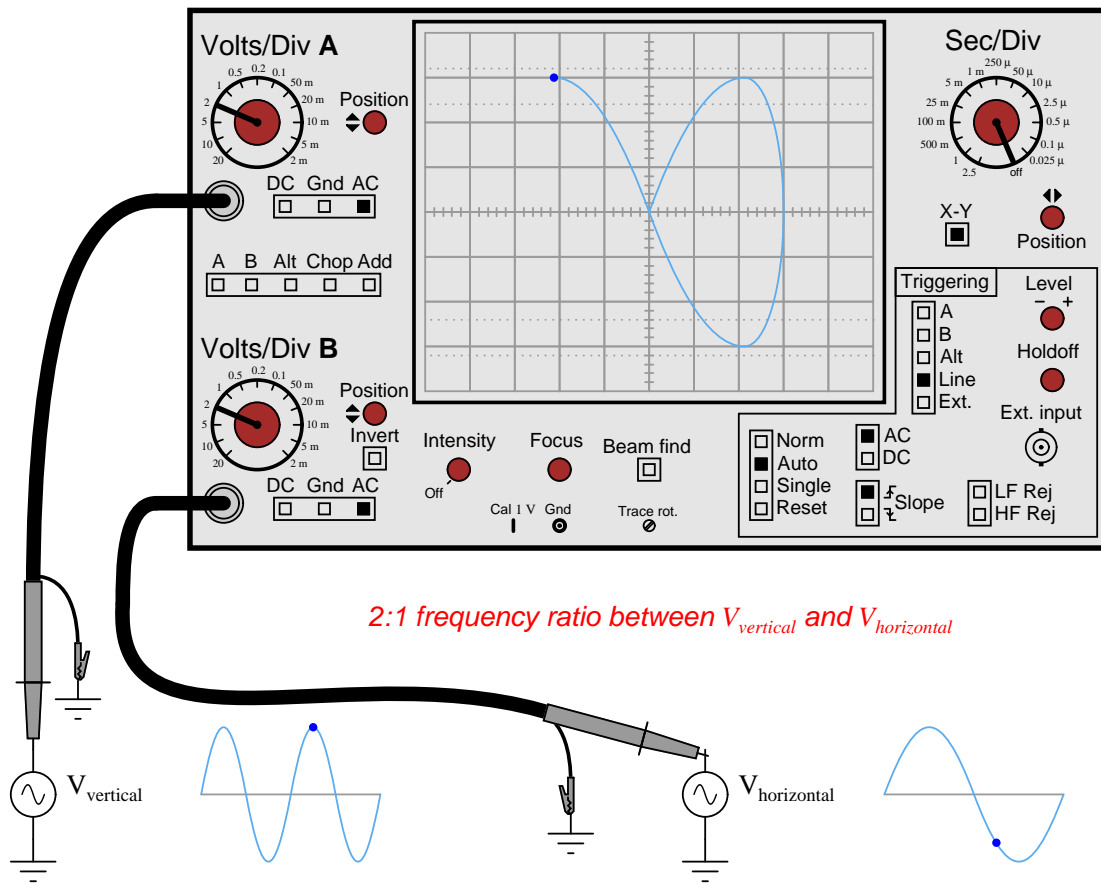 Volts/Div A
20 10 5 2 1 0.5 0.2 0.1 50 m 20 m 10 m 5 m 2 m
Position
DC Gnd AC
A B Alt Chop Add
Volts/Div B
20 10 5 2 1 0.5 0.2 0.1 50 m 20 m 10 m 5 m 2 m
Position
Invert
DC Gnd AC
Intensity
Off
Focus
Beam find
Cal 1 V Gnd
Trace rot.
Sec/Div
2.5 1 500 m 100 m 25 m 5 m 1 m 250 µ 50 µ 10 µ 2.5 µ 0.5 µ 0.1 µ 0.025 µ off
X-Y
Position
Triggering
A
B
Alt
Line
Ext.
Level
− +
Holdoff
Ext. input
Norm
Auto
Single
Reset
AC
DC
Slope
LF Rej
HF Rej
2:1 frequency ratio between Vvertical and Vhorizontal
Vvertical
Vhorizontal